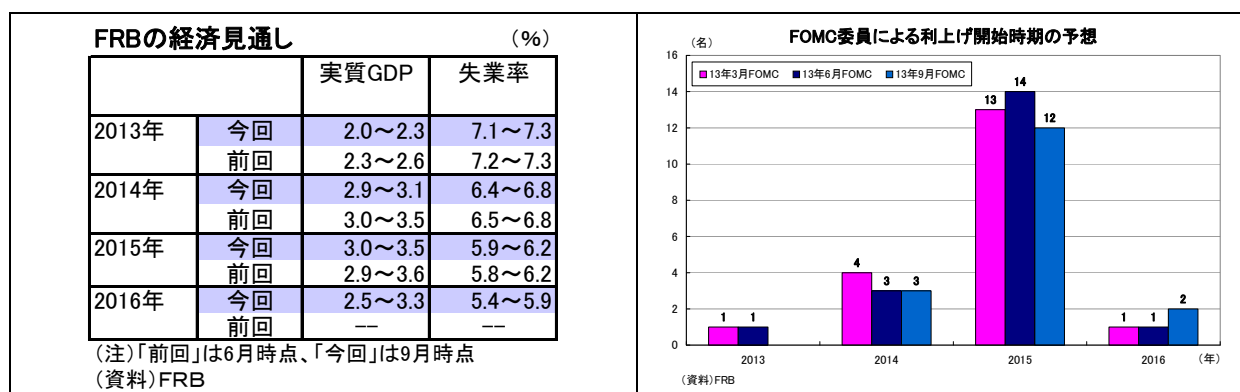 FRBの経済見通し (%)
実質GDP 失業率
2013年 今回 2.0～2.3 7.1～7.3
前回 2.3～2.6 7.2～7.3
2014年 今回 2.9～3.1 6.4～6.8
前回 3.0～3.5 6.5～6.8
2015年 今回 3.0～3.5 5.9～6.2
前回 2.9～3.6 5.8～6.2
2016年 今回 2.5～3.3 5.4～5.9
前回 -- --
(注)「前回」は6月時点、「今回」は9月時点
(資料)FRB
FOMC委員による利上げ開始時期の予想
(名)
13年3月FOMC 13年6月FOMC 13年9月FOMC
16
14
12
10
8
6
4
2
0
1 1
4 3 3
13 14 12
1 1 2
2013 2014 2015 2016 (年)
(資料)FRB